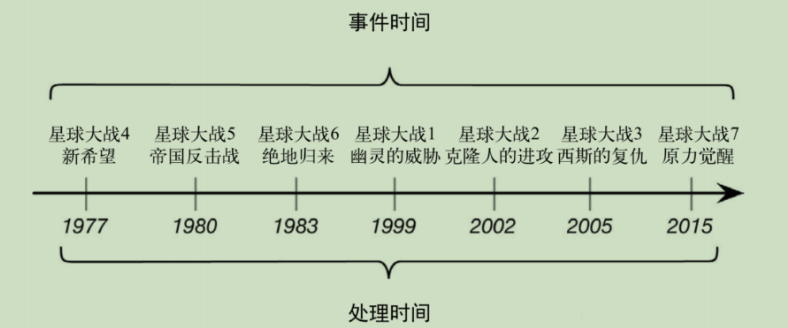 事件时间
星球大战4 星球大战5 星球大战6 星球大战1 星球大战2 星球大战3 星球大战7
新希望 帝国反击战 绝地归来 幽灵的威胁 克隆人的进攻 西斯的复仇 原力觉醒
1977 1980 1983 1999 2002 2005 2015
处理时间